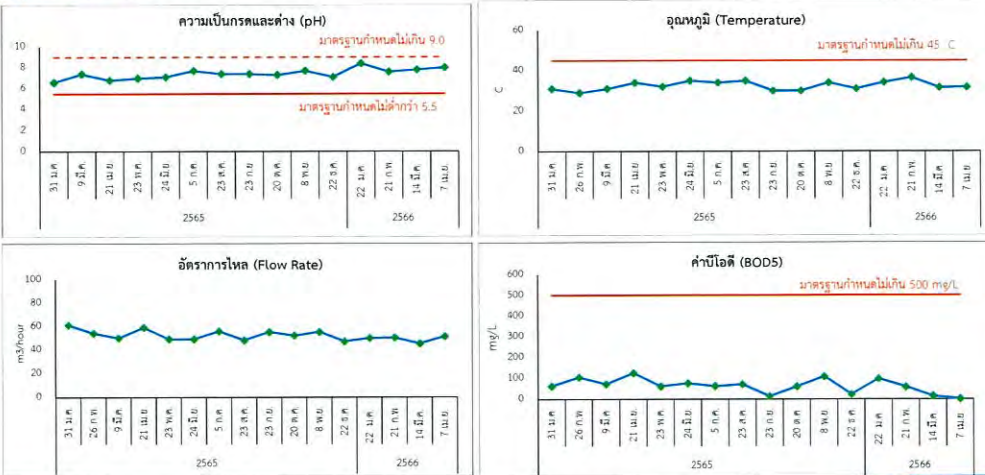 ความเป็นกรดและด่าง (pH)
มาตรฐานกำหนดไม่เกิน 9.0
มาตรฐานกำหนดไม่ต่ำกว่า 5.5
10
8
6
4
2
0
31 ม.ค.
9 มี.ค.
21 เม.ย.
23 พ.ค.
24 มิ.ย.
5 ก.ค.
23 ส.ค.
23 ก.ย.
20 ต.ค.
8 พ.ย.
22 ธ.ค.
22 ม.ค.
21 ก.พ.
14 มี.ค.
7 เม.ย.
2565
2566
อุณหภูมิ (Temperature)
มาตรฐานกำหนดไม่เกิน 45 C
60
40
20
0
C
31 ม.ค.
26 ก.พ.
9 มี.ค.
21 เม.ย.
23 พ.ค.
24 มิ.ย.
5 ก.ค.
23 ส.ค.
23 ก.ย.
20 ต.ค.
8 พ.ย.
22 ธ.ค.
22 ม.ค.
21 ก.พ.
14 มี.ค.
7 เม.ย.
2565
2566
อัตราการไหล (Flow Rate)
100
80
60
40
20
0
m3/hour
31 ม.ค.
26 ก.พ.
9 มี.ค.
21 เม.ย.
23 พ.ค.
24 มิ.ย.
5 ก.ค.
23 ส.ค.
23 ก.ย.
20 ต.ค.
8 พ.ย.
22 ธ.ค.
22 ม.ค.
21 ก.พ.
14 มี.ค.
7 เม.ย.
2565
2566
ค่าบีโอดี (BOD5)
มาตรฐานกำหนดไม่เกิน 500 mg/L
600
500
400
300
200
100
0
mg/L
31 ม.ค.
26 ก.พ.
9 มี.ค.
21 เม.ย.
23 พ.ค.
24 มิ.ย.
5 ก.ค.
23 ส.ค.
23 ก.ย.
20 ต.ค.
8 พ.ย.
22 ธ.ค.
22 ม.ค.
21 ก.พ.
14 มี.ค.
7 เม.ย.
2565
2566